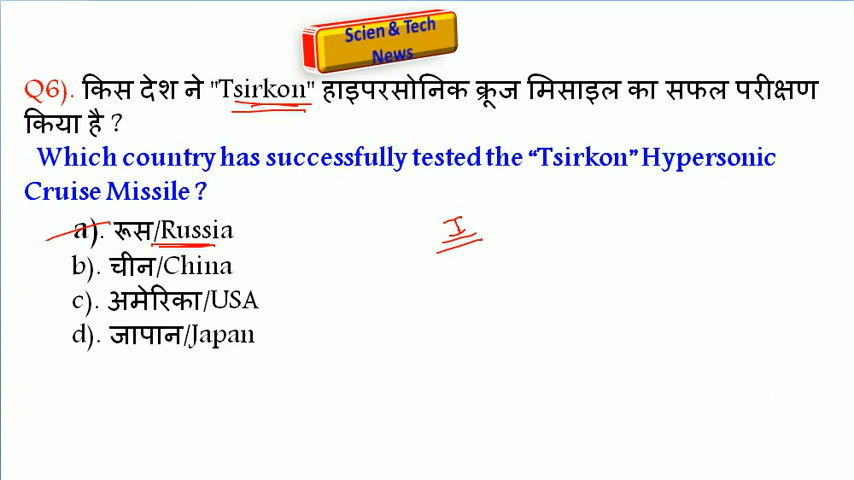 Scien & Tech
News
Q6). किस देश ने "Tsirkon" हाइपरसोनिक क्रूज मिसाइल का सफल परीक्षण
किया है ?
Which country has successfully tested the “Tsirkon” Hypersonic
Cruise Missile ?
a). रूस/Russia
I
b). चीन/China
c). अमेरिका/USA
d). जापान/Japan